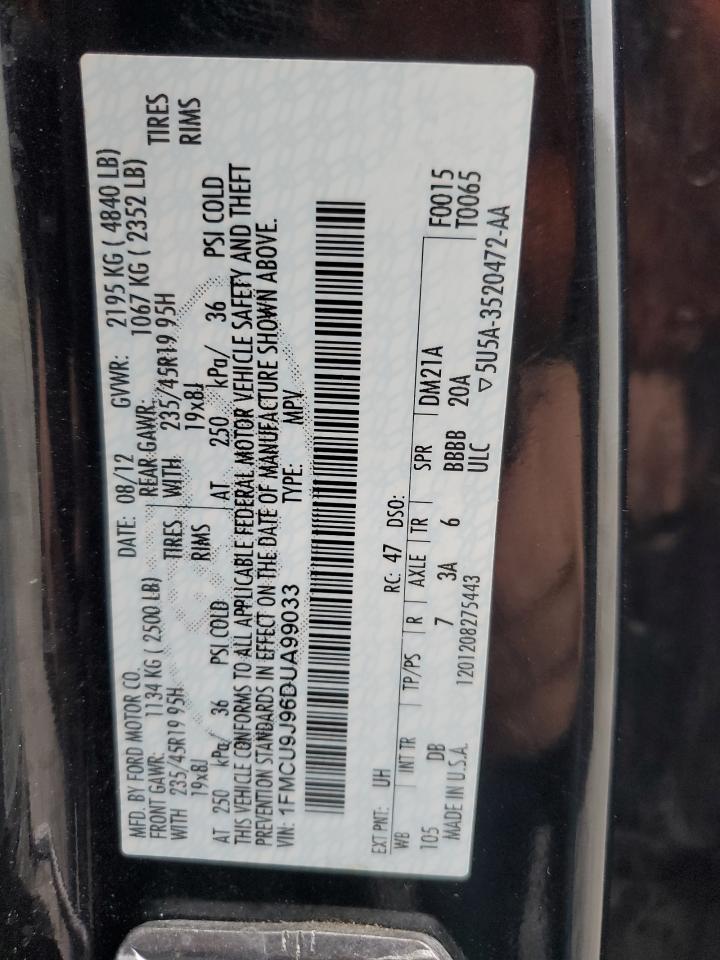 MFD. BY FORD MOTOR CO. DATE: 08/12 GVWR: 2195 KG ( 4840 LB)
FRONT GAWR: 1134 KG ( 2500 LB) REAR GAWR: 1067 KG ( 2352 LB)
WITH 235/45R19 95H TIRES WITH 235/45R19 95H TIRES
19x8J RIMS 19x8J RIMS
AT 250 kPa/ 36 PSI COLD AT 250 kPa/ 36 PSI COLD
THIS VEHICLE CONFORMS TO ALL APPLICABLE FEDERAL MOTOR VEHICLE SAFETY AND THEFT
PREVENTION STANDARDS IN EFFECT ON THE DATE OF MANUFACTURE SHOWN ABOVE.
VIN: 1FMCU9J96DUA99033 TYPE: MPV
EXT PNT: UH RC: 47 DSO: F0015
WB INT TR TP/PS R AXLE TR SPR DM21A T0065
105 DB 7 3A 6 BBBB 20A
MADE IN U.S.A. 1201208275443 ULC ▽5U5A-3520472-AA